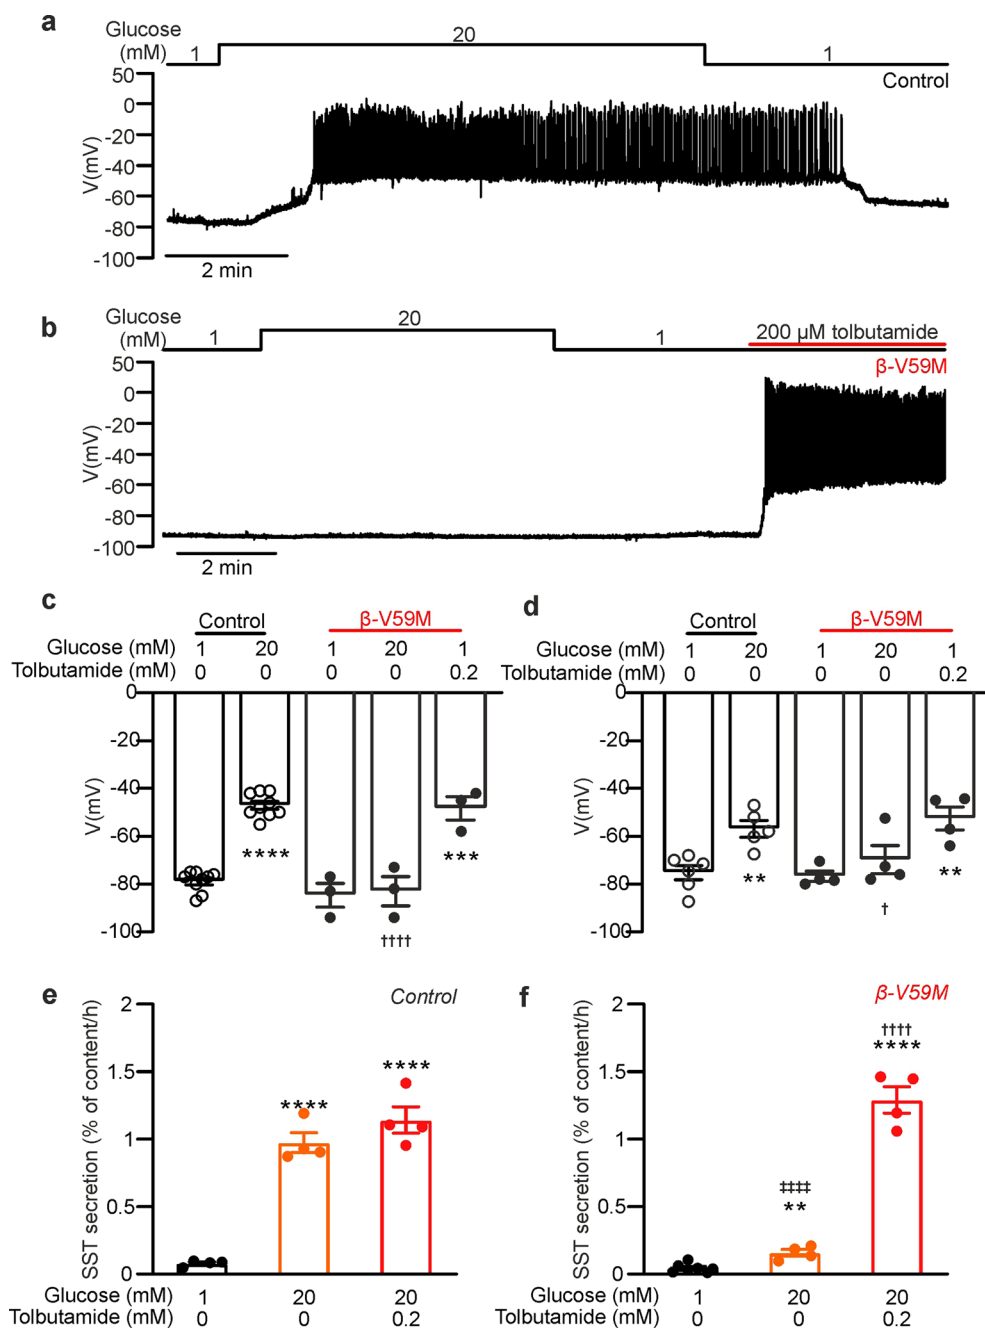 a
Glucose
(mM)
1
20
1
Control
50
0
-20
-40
-60
-80
-100
V(mV)
2 min
b
Glucose
(mM)
1
20
1
200 µM tolbutamide
β-V59M
50
0
-20
-40
-60
-80
-100
V(mV)
2 min
c
Control
β-V59M
Glucose (mM) 1 20 1 20 1
Tolbutamide (mM) 0 0 0 0 0.2
0
-20
-40
-60
-80
-100
V(mV)
****
***
††††
d
Control
β-V59M
Glucose (mM) 1 20 1 20 1
Tolbutamide (mM) 0 0 0 0 0.2
0
-20
-40
-60
-80
-100
V(mV)
**
**
†
e
Control
2
1.5
1
0.5
0
SST secretion (% of content/h)
****
****
Glucose (mM) 1 20 20
Tolbutamide (mM) 0 0 0.2
f
β-V59M
2
1.5
1
0.5
0
SST secretion (% of content/h)
‡‡‡‡
**
††††
****
Glucose (mM) 1 20 20
Tolbutamide (mM) 0 0 0.2